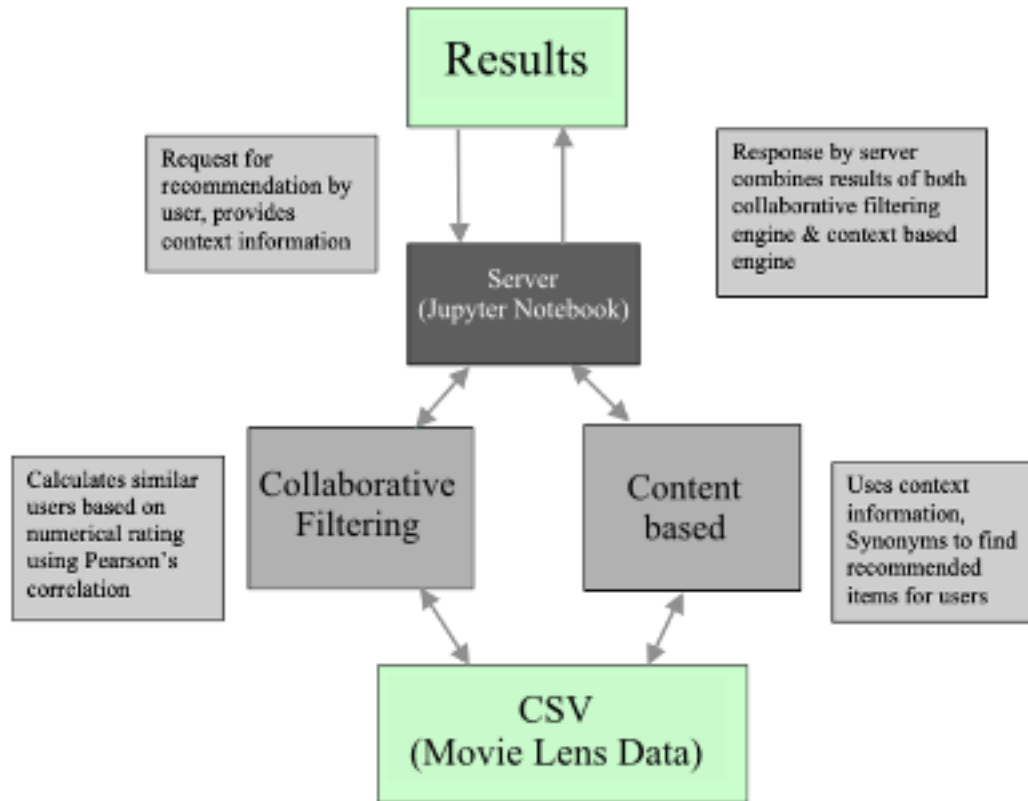 Results
Request for
recommendation by
user, provides
context information
Response by server
combines results of both
collaborative filtering
engine & context based
engine
Server
(Jupyter Notebook)
Collaborative
Filtering
Content
based
Calculates similar
users based on
numerical rating
using Pearson's
correlation
Uses context
information,
Synonyms to find
recommended
items for users
CSV
(Movie Lens Data)